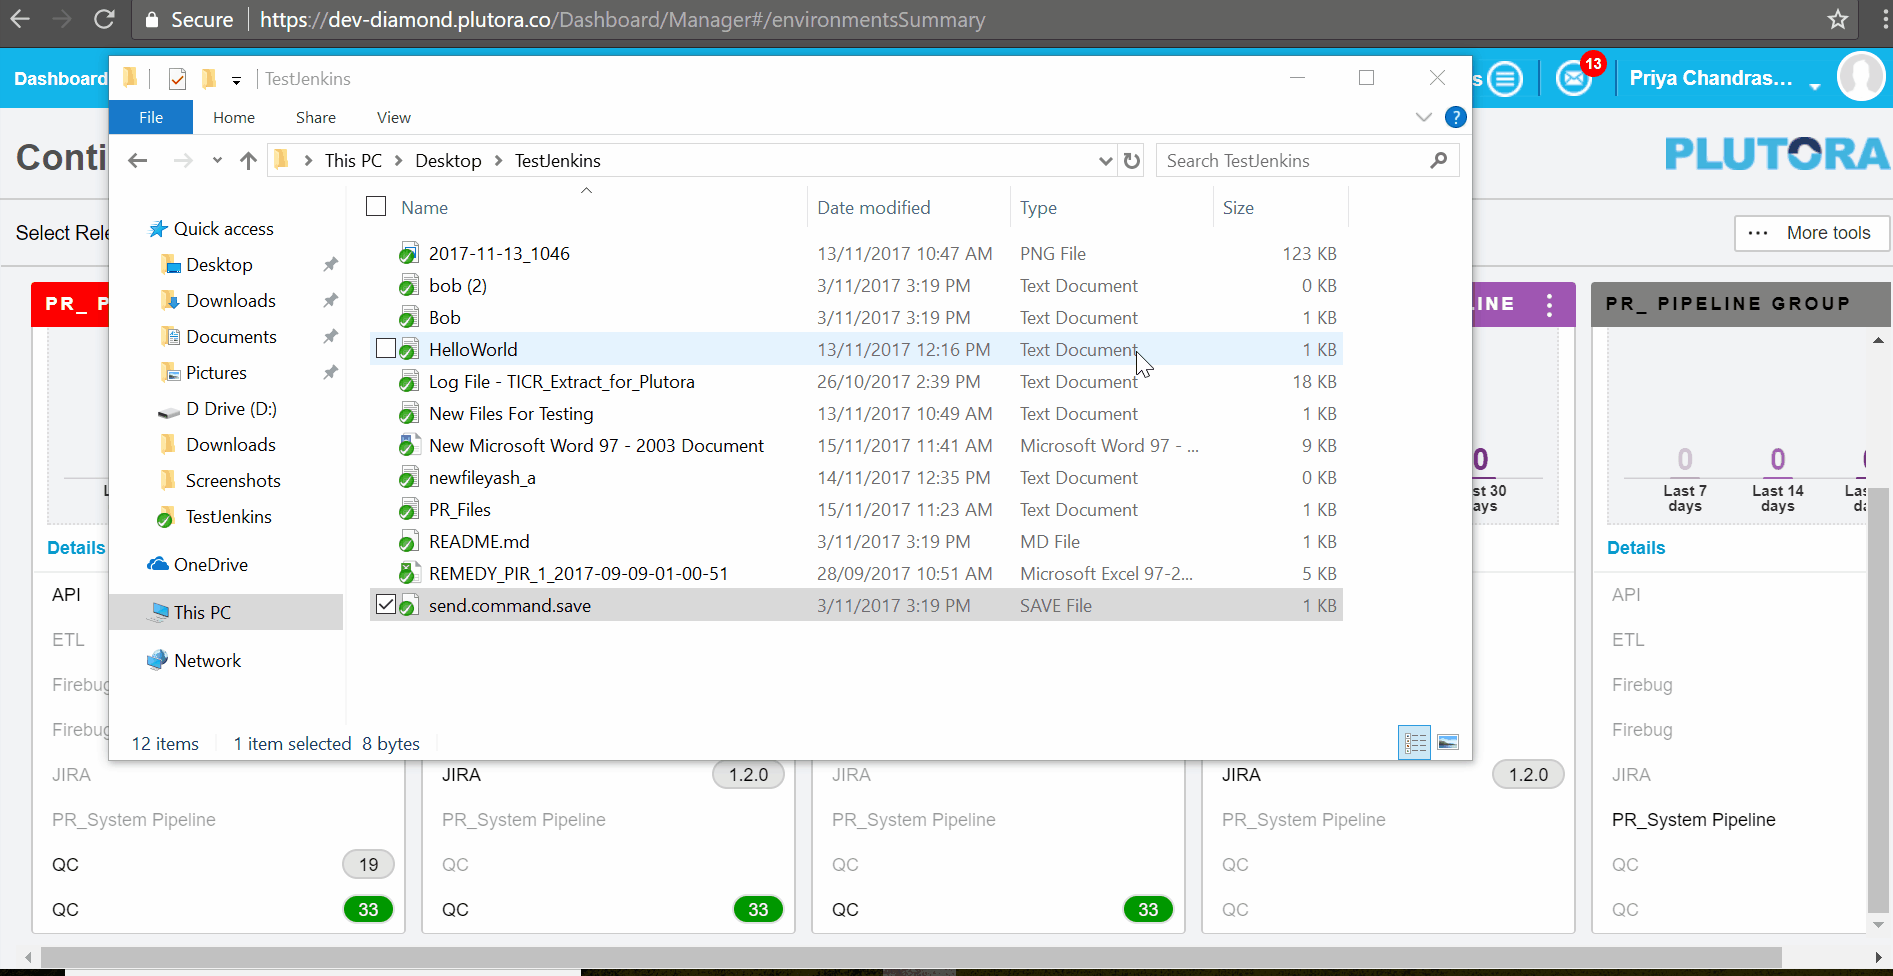 Secure https://dev-diamond.plutora.co/Dashboard/Manager#/environmentsSummary
Dashboard
TestJenkins
s
13
Priya Chandras...
File Home Share View
?
Conti
This PC Desktop TestJenkins
Search TestJenkins
PLUTORA
Select Rele
More tools
Name Date modified Type Size
Quick access
Desktop
Downloads
Documents
Pictures
D Drive (D:)
Downloads
Screenshots
TestJenkins
OneDrive
This PC
Network
2017-11-13_1046 13/11/2017 10:47 AM PNG File 123 KB
bob (2) 3/11/2017 3:19 PM Text Document 0 KB
Bob 3/11/2017 3:19 PM Text Document 1 KB
HelloWorld 13/11/2017 12:16 PM Text Document 1 KB
Log File - TICR_Extract_for_Plutora 26/10/2017 2:39 PM Text Document 18 KB
New Files For Testing 13/11/2017 10:49 AM Text Document 1 KB
New Microsoft Word 97 - 2003 Document 15/11/2017 11:41 AM Microsoft Word 97 - ... 9 KB
newfileyash_a 14/11/2017 12:35 PM Text Document 0 KB
PR_Files 15/11/2017 11:23 AM Text Document 1 KB
README.md 3/11/2017 3:19 PM MD File 1 KB
REMEDY_PIR_1_2017-09-09-01-00-51 28/09/2017 10:51 AM Microsoft Excel 97-2... 5 KB
send.command.save 3/11/2017 3:19 PM SAVE File 1 KB
12 items 1 item selected 8 bytes
PR_ P
L
Details
API
ETL
Firebug
Firebug
JIRA
PR_System Pipeline
QC 19
QC 33
JIRA 1.2.0
PR_System Pipeline
QC
QC 33
JIRA
PR_System Pipeline
QC
QC 33
LINE
0
st 30
ays
JIRA 1.2.0
PR_System Pipeline
QC
QC
PR_ PIPELINE GROUP
0 0
Last 7 Last 14 Las
days days da
Details
API
ETL
Firebug
Firebug
JIRA
PR_System Pipeline
QC
QC